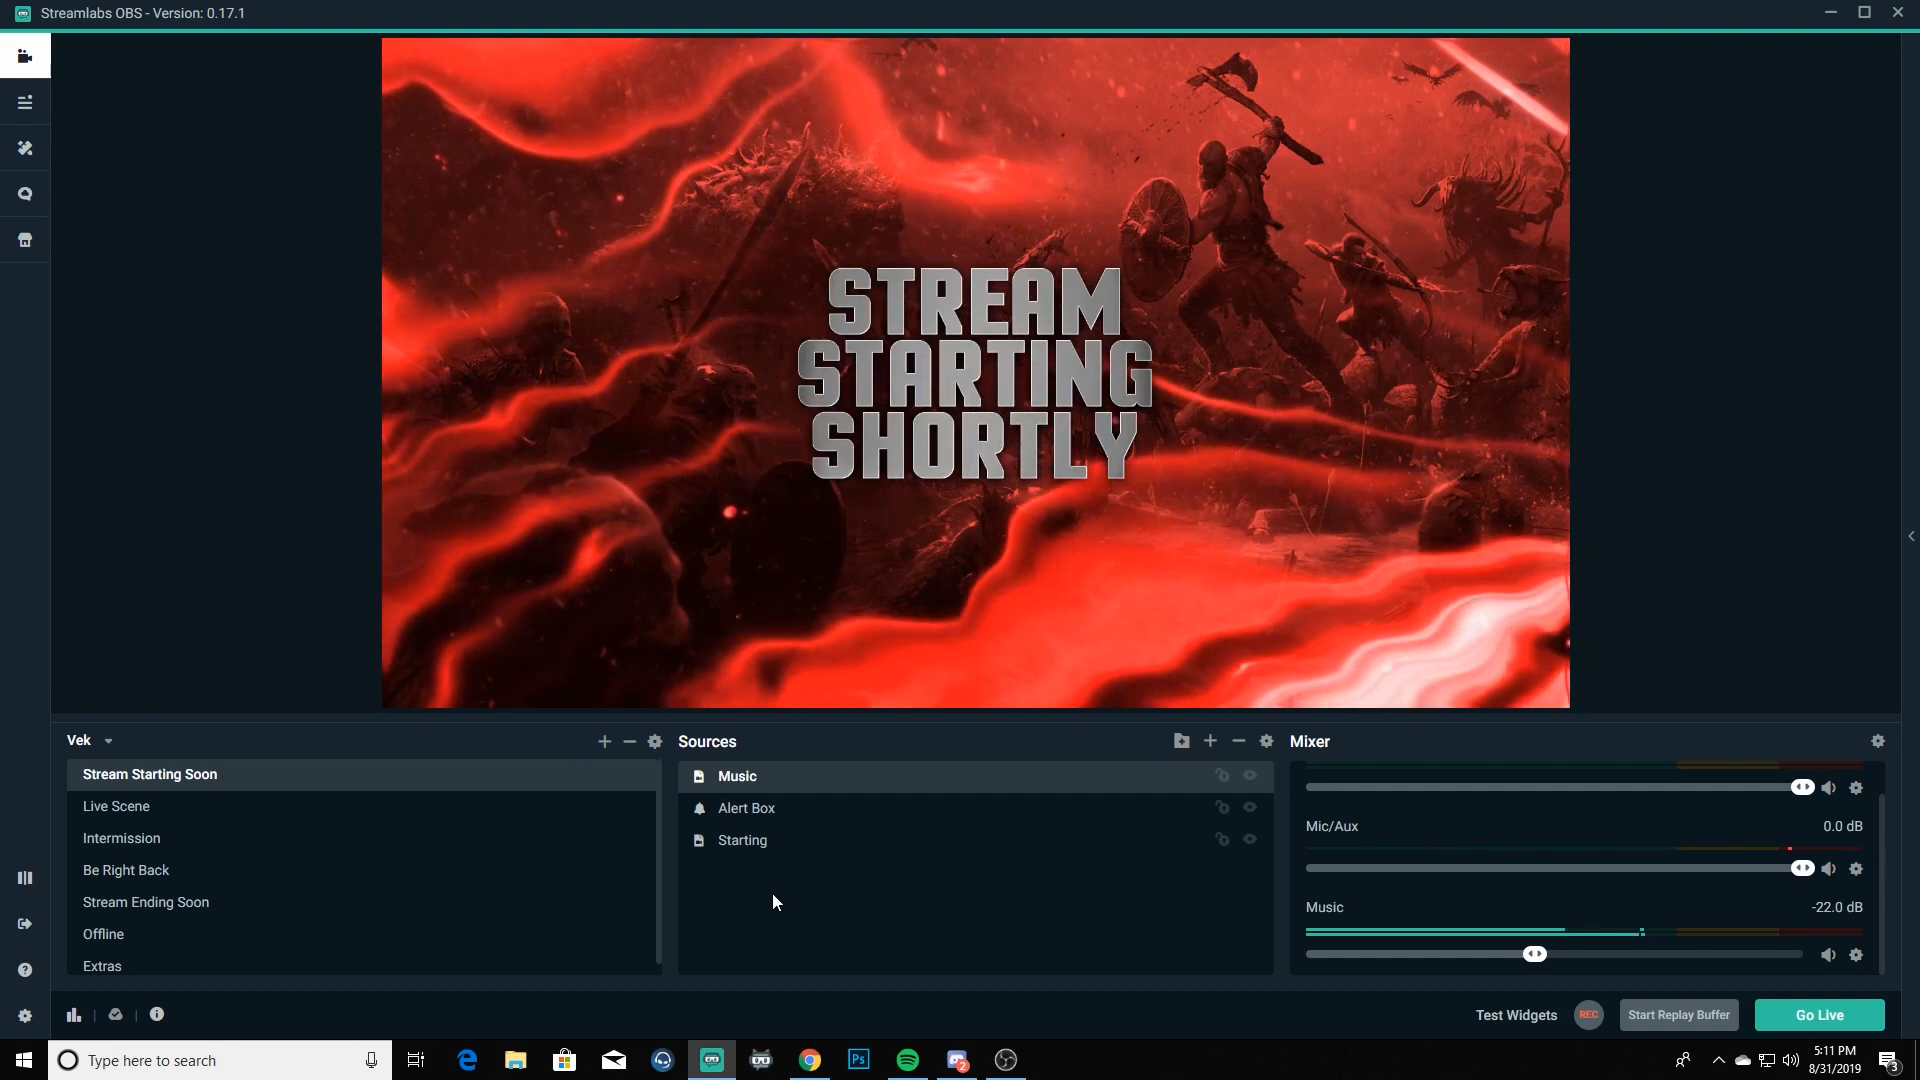 Streamlabs OBS - Version: 0.17.1
STREAM
STARTING
SHORTLY
Vek
Stream Starting Soon
Live Scene
Intermission
Be Right Back
Stream Ending Soon
Offline
Extras
Sources
Music
Alert Box
Starting
Mixer
Mic/Aux 0.0 dB
Music -22.0 dB
Test Widgets
REC
Start Replay Buffer
Go Live
Type here to search
Ps
2
5:11 PM
8/31/2019
3